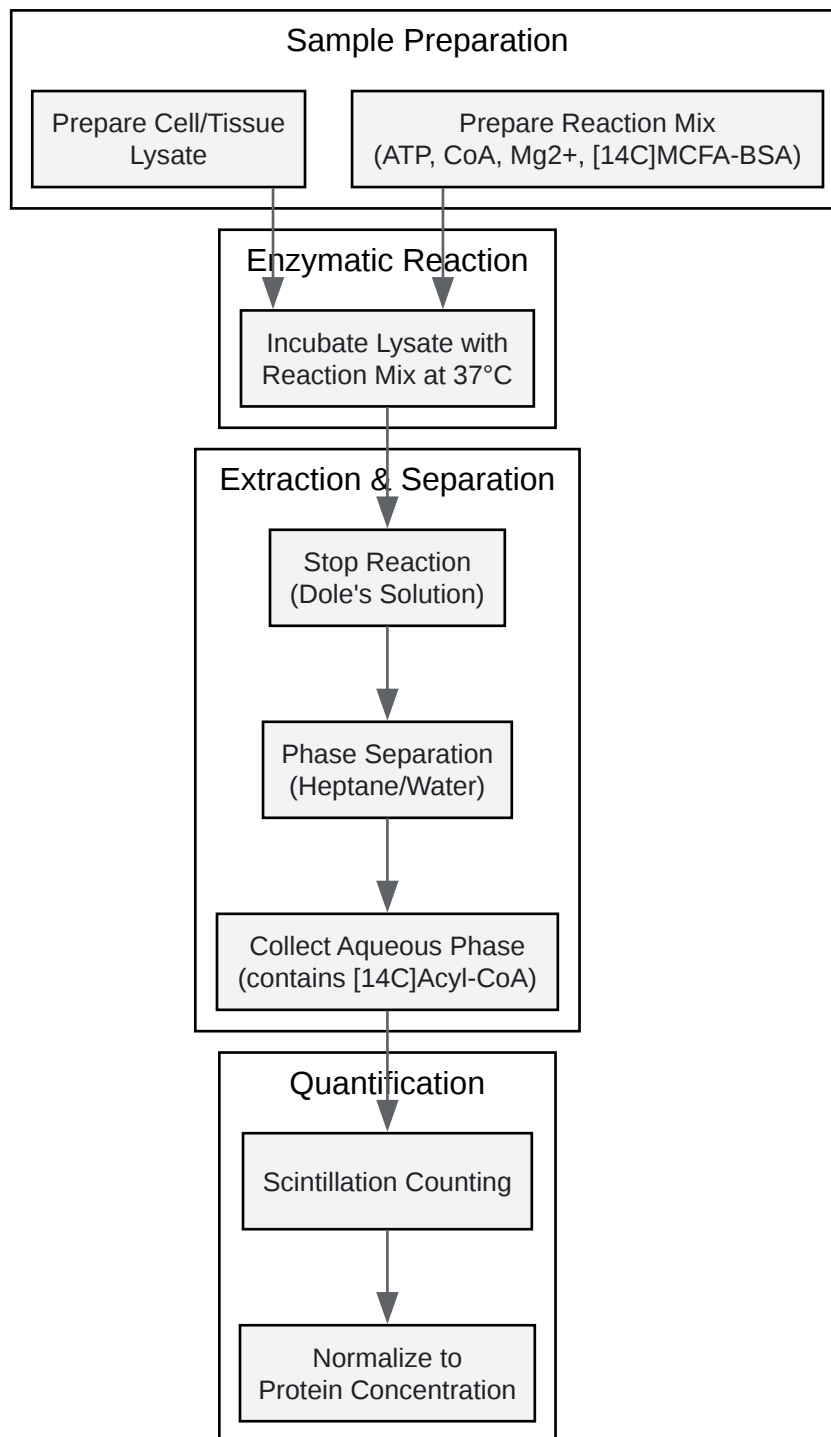 Sample Preparation
Prepare Cell/Tissue
Lysate
Prepare Reaction Mix
(ATP, CoA, Mg2+, [14C]MCFA-BSA)
Enzymatic Reaction
Incubate Lysate with
Reaction Mix at 37°C
Extraction & Separation
Stop Reaction
(Dole's Solution)
Phase Separation
(Heptane/Water)
Collect Aqueous Phase
(contains [14C]Acyl-CoA)
Quantification
Scintillation Counting
Normalize to
Protein Concentration